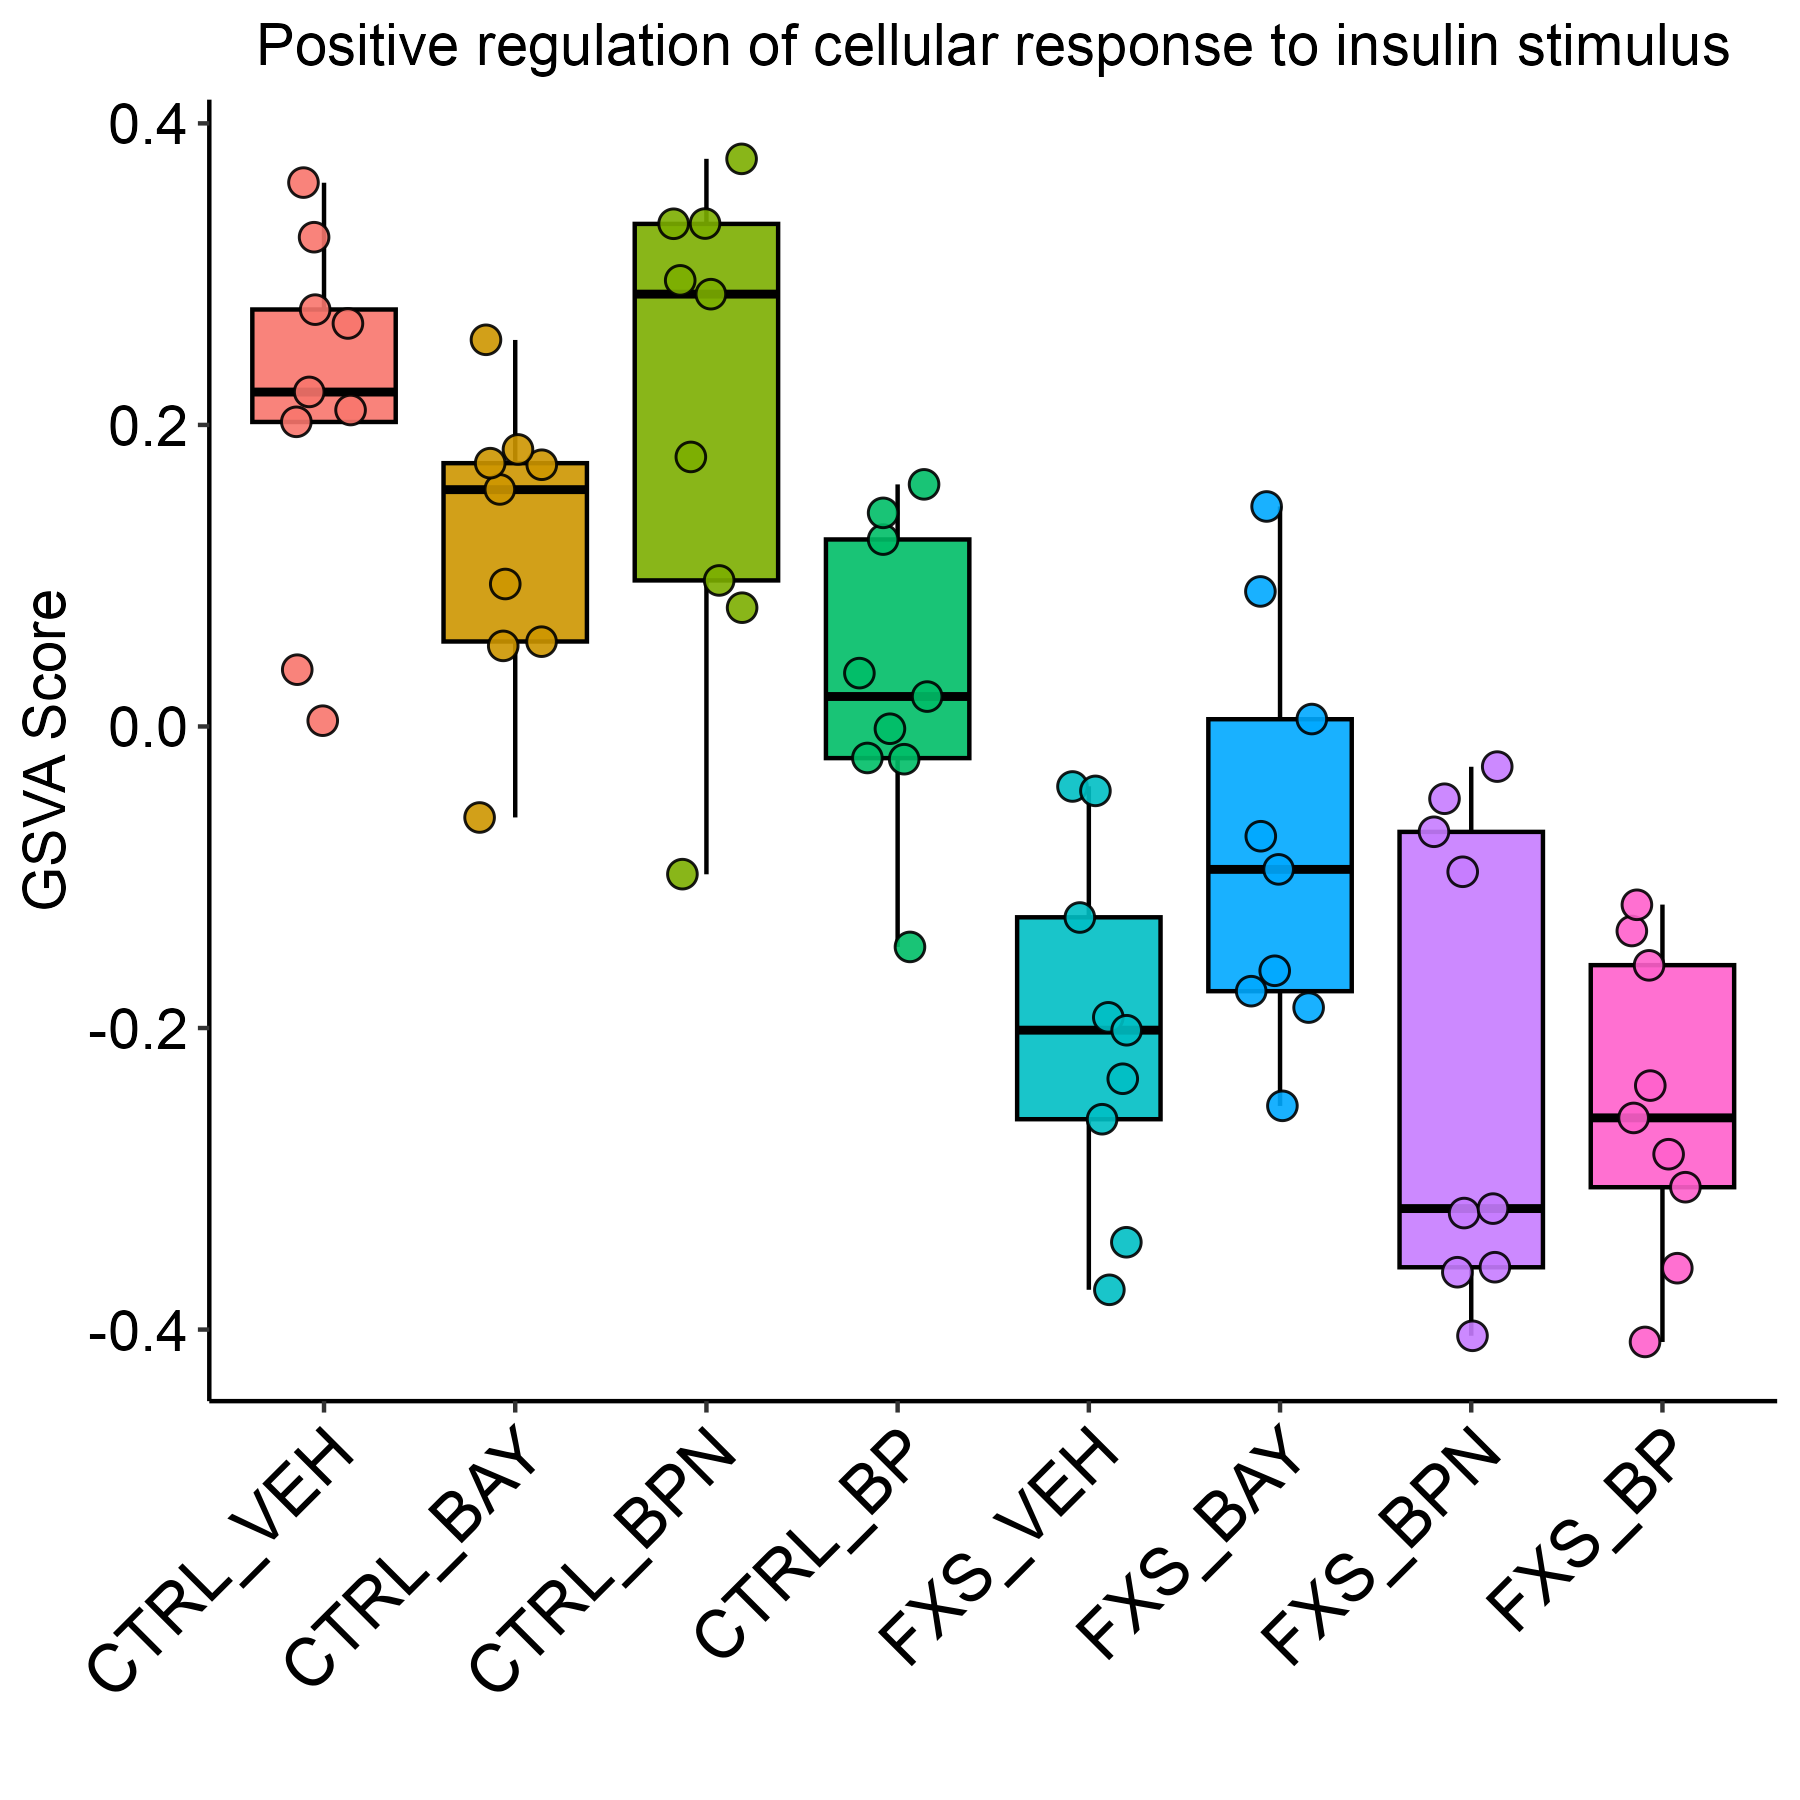 Positive regulation of cellular response to insulin stimulus
GSVA Score
0.4
0.2
0.0
-0.2
-0.4
CTRL_VEH
CTRL_BAY
CTRL_BPN
CTRL_BP
FXS_VEH
FXS_BAY
FXS_BPN
FXS_BP